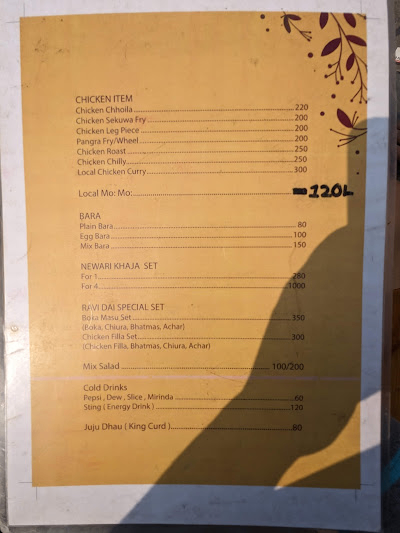 CHICKEN ITEM
Chicken Chhoila 220
Chicken Sekuwa Fry 200
Chicken Leg Piece 200
Pangra Fry/Wheel 200
Chicken Roast 250
Chicken Chilly 250
Local Chicken Curry 300
Local Mo: Mo: 120L
BARA
Plain Bara 80
Egg Bara 100
Mix Bara 150
NEWARI KHAJA SET
For 1 280
For 4 1000
RAVI DAI SPECIAL SET
Boka Masu Set 350
(Boka, Chiura, Bhatmas, Achar)
Chicken Filla Set 300
(Chicken Filla, Bhatmas, Chiura, Achar)
Mix Salad 100/200
Cold Drinks
Pepsi , Dew , Slice , Mirinda 60
Sting ( Energy Drink ) 120
Juju Dhau ( King Curd ) 80